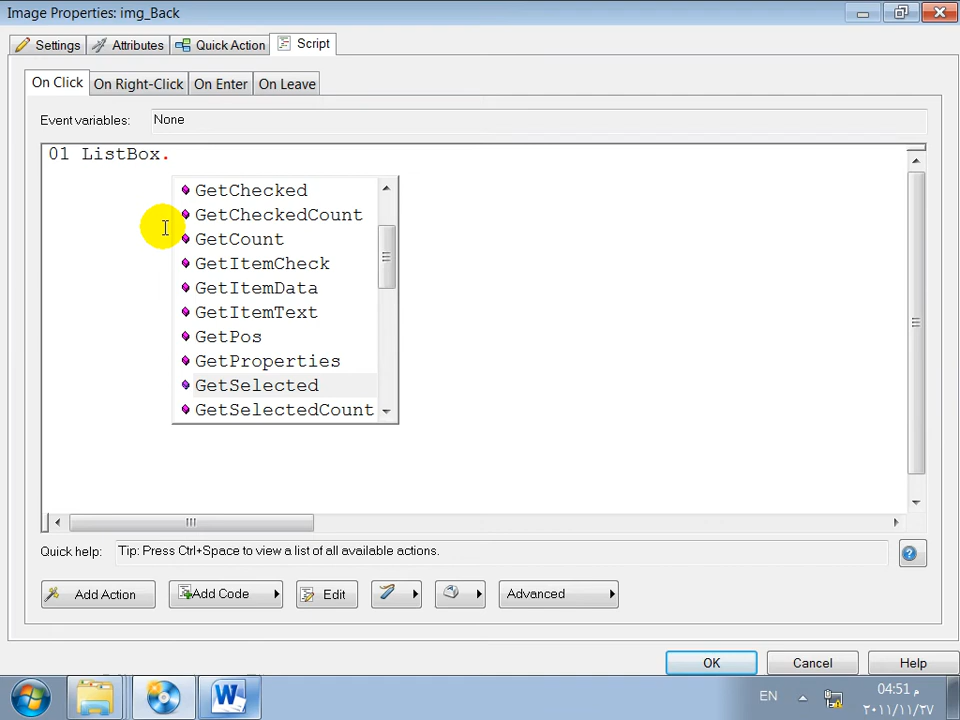 Image Properties: img_Back
Settings
Attributes
Quick Action
Script
On Click
On Right-Click
On Enter
On Leave
Event variables:
None
01 ListBox.
GetChecked
GetCheckedCount
GetCount
GetItemCheck
GetItemData
GetItemText
GetPos
GetProperties
GetSelected
GetSelectedCount
Quick help:
Tip: Press Ctrl+Space to view a list of all available actions.
Add Action
Add Code
Edit
Advanced
OK
Cancel
Help
EN
04:51 م
٢٠١١/١١/٢٧